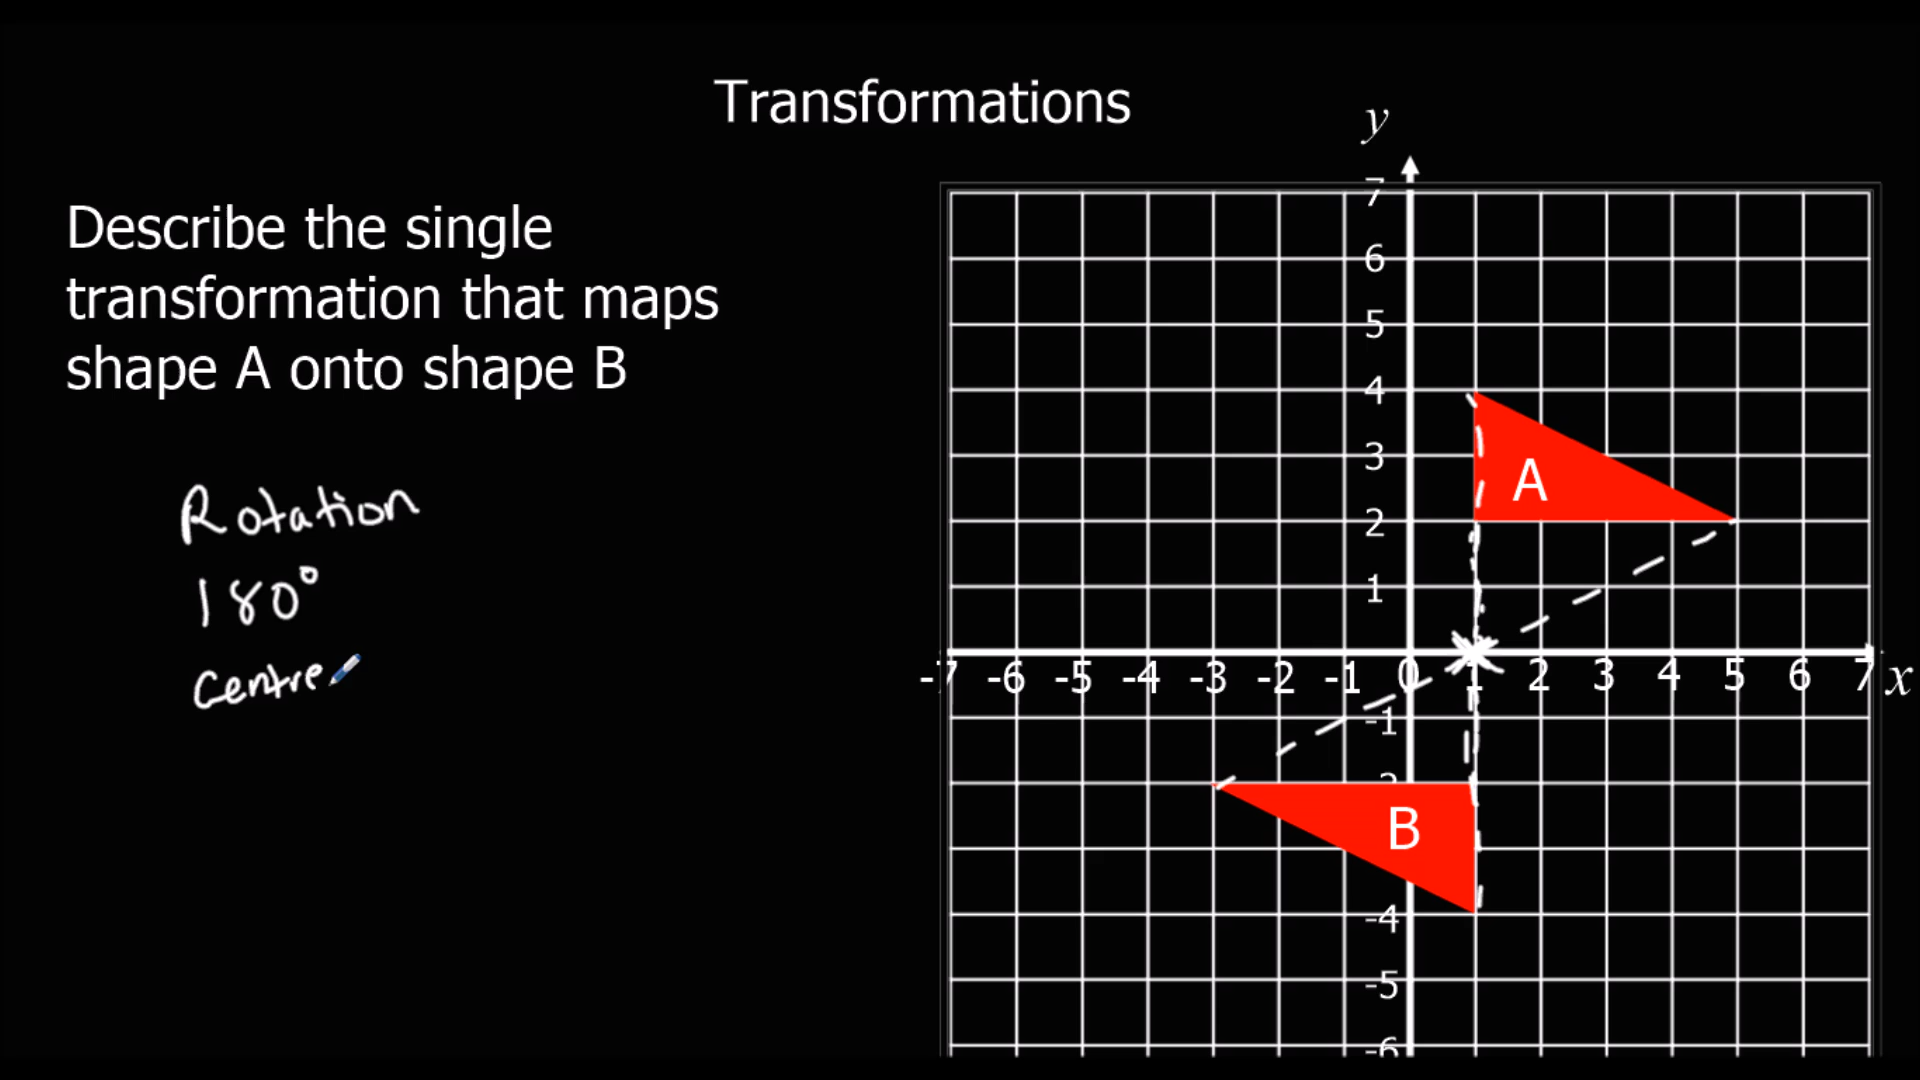 Transformations
Describe the single
transformation that maps
shape A onto shape B
Rotation
180°
Centre
y
7
6
5
4
3
2
1
-7 -6 -5 -4 -3 -2 -1 0 1 2 3 4 5 6 7 x
-1
-2
-4
-5
-6
A
B